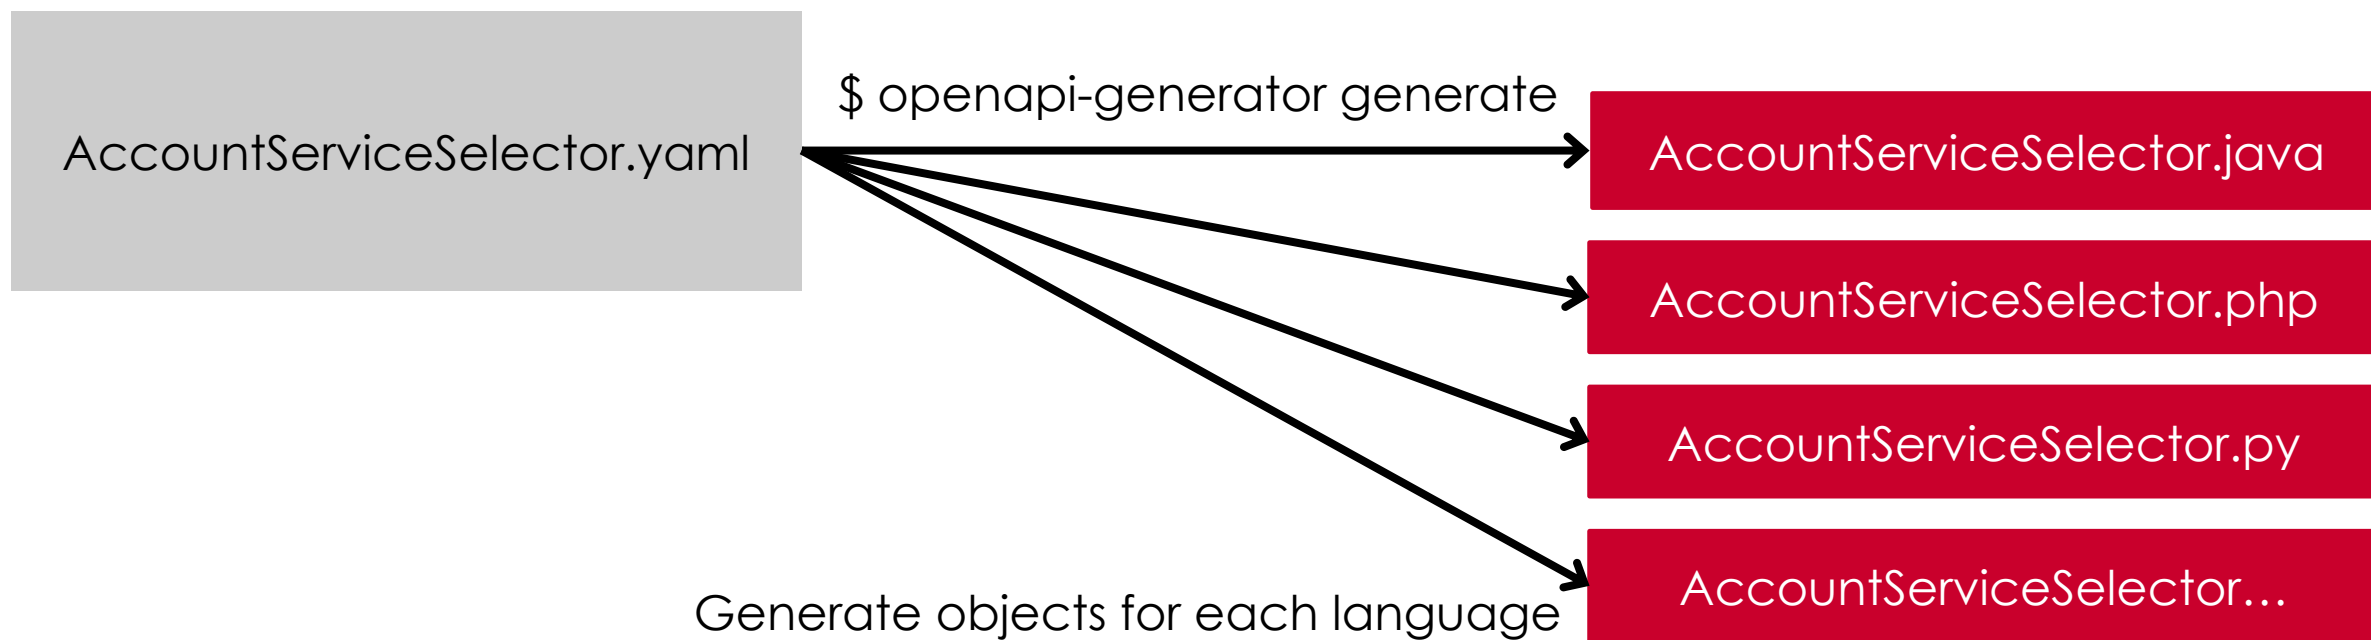 $ openapi-generator generate
AccountServiceSelector.yaml
AccountServiceSelector.java
AccountServiceSelector.php
AccountServiceSelector.py
AccountServiceSelector…
Generate objects for each language